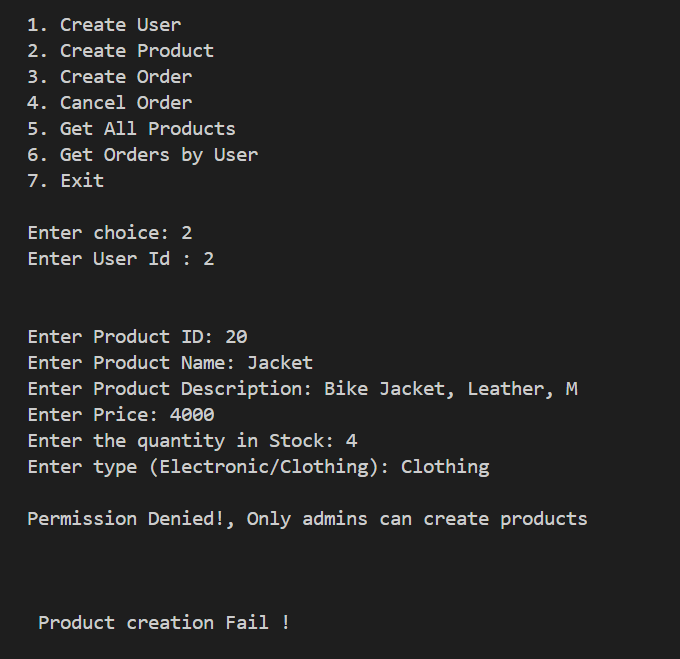 1. Create User
2. Create Product
3. Create Order
4. Cancel Order
5. Get All Products
6. Get Orders by User
7. Exit
Enter choice: 2
Enter User Id : 2
Enter Product ID: 20
Enter Product Name: Jacket
Enter Product Description: Bike Jacket, Leather, M
Enter Price: 4000
Enter the quantity in Stock: 4
Enter type (Electronic/Clothing): Clothing
Permission Denied!, Only admins can create products
Product creation Fail !